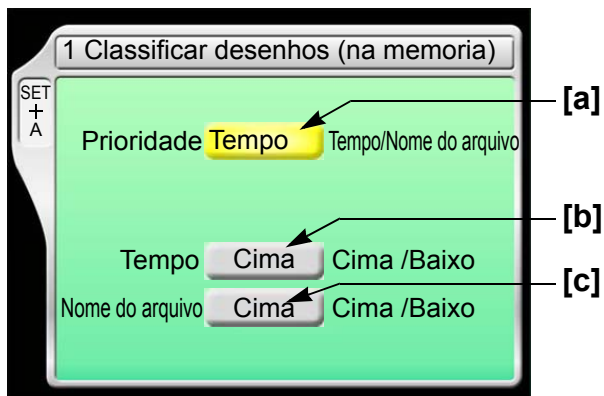 1 Classificar desenhos (na memoria)
SET
+
A
[a]
Prioridade Tempo Tempo/Nome do arquivo
[b]
Tempo Cima Cima /Baixo
[c]
Nome do arquivo Cima Cima /Baixo